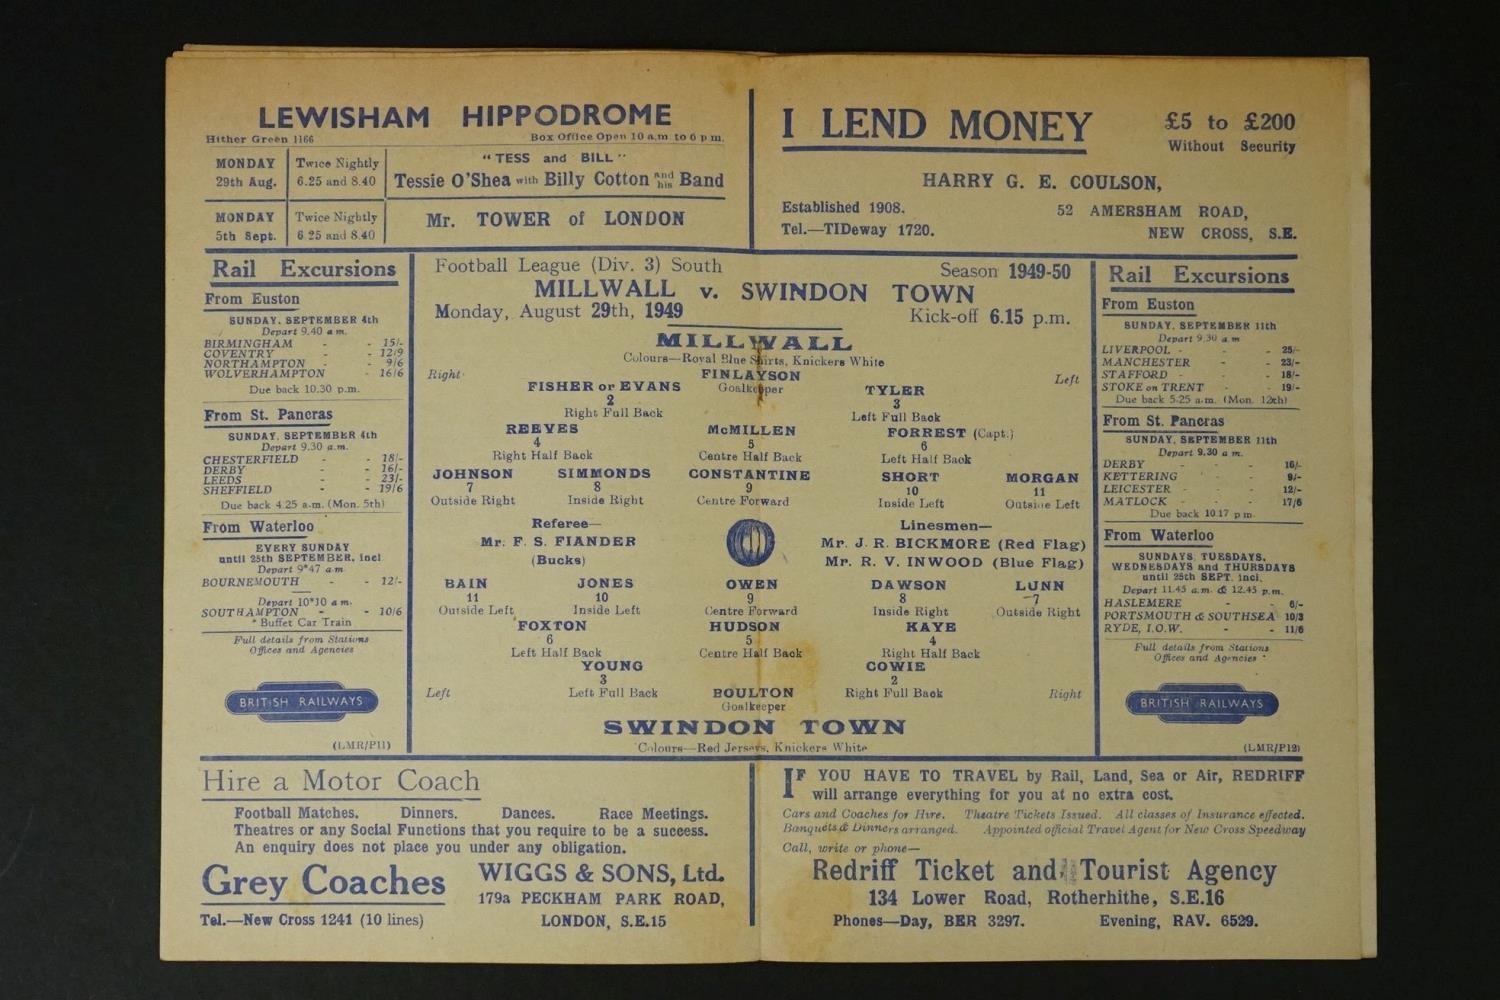 LEWISHAM HIPPODROME
Hither Green 1166 Box Office Open 10 a.m. to 6 p.m.
MONDAY 29th Aug.
Twice Nightly 6.25 and 8.40
"TESS and BILL"
Tessie O'Shea with Billy Cotton and his Band
MONDAY 5th Sept.
Twice Nightly 6.25 and 8.40
Mr. TOWER of LONDON
I LEND MONEY
£5 to £200
Without Security
HARRY G. E. COULSON,
Established 1908. 52 AMERSHAM ROAD,
Tel.—TIDeway 1720. NEW CROSS, S.E.
Rail Excursions
From Euston
SUNDAY, SEPTEMBER 4th
Depart 9.40 a.m.
BIRMINGHAM - - 15/-
COVENTRY - - 12/9
NORTHAMPTON - - 9/6
WOLVERHAMPTON - 16/6
Due back 10.30 p.m.
From St. Pancras
SUNDAY, SEPTEMBER 4th
Depart 9.30 a.m.
CHESTERFIELD - - 18/-
DERBY - - 16/-
LEEDS - - 23/-
SHEFFIELD - - 19/6
Due back 4.25 a.m. (Mon. 5th)
From Waterloo
EVERY SUNDAY
until 25th SEPTEMBER, incl
Depart 9*47 a.m.
BOURNEMOUTH - - 12/-
Depart 10*10 a.m.
SOUTHAMPTON - - 10/6
* Buffet Car Train
Full details from Stations
Offices and Agencies
BRITISH RAILWAYS
(LMR/P11)
Football League (Div. 3) South Season 1949-50
MILLWALL v. SWINDON TOWN
Monday, August 29th, 1949 Kick-off 6.15 p.m.
MILLWALL
Colours—Royal Blue Shirts, Knickers White
Right FINLAYSON Left
Goalkeeper
FISHER or EVANS TYLER
2 3
Right Full Back Left Full Back
REEVES McMILLEN FORREST (Capt.)
4 5 6
Right Half Back Centre Half Back Left Half Back
JOHNSON SIMMONDS CONSTANTINE SHORT MORGAN
7 8 9 10 11
Outside Right Inside Right Centre Forward Inside Left Outside Left
Referee— Linesmen—
Mr. F. S. FIANDER Mr. J. R. BICKMORE (Red Flag)
(Bucks) Mr. R. V. INWOOD (Blue Flag)
BAIN JONES OWEN DAWSON LUNN
11 10 9 8 7
Outside Left Inside Left Centre Forward Inside Right Outside Right
FOXTON HUDSON KAYE
6 5 4
Left Half Back Centre Half Back Right Half Back
YOUNG COWIE
3 2
Left Left Full Back BOULTON Right Full Back Right
Goalkeeper
SWINDON TOWN
Colours—Red Jerseys, Knickers White
Rail Excursions
From Euston
SUNDAY, SEPTEMBER 11th
Depart 9.30 a.m
LIVERPOOL - - 25/-
MANCHESTER - - 23/-
STAFFORD - - 18/-
STOKE on TRENT - - 19/-
Due back 5.25 a.m. (Mon. 12th)
From St. Pancras
SUNDAY, SEPTEMBER 11th
Depart 9.30 a.m.
DERBY - - - 16/-
KETTERING - - 9/-
LEICESTER - - - 12/-
MATLOCK - - - 17/6
Due back 10.17 p.m.
From Waterloo
SUNDAYS, TUESDAYS,
WEDNESDAYS and THURSDAYS
until 25th SEPT. incl.
Depart 11.45 a.m. & 12.45 p.m.
HASLEMERE - - 6/-
PORTSMOUTH & SOUTHSEA 10/3
RYDE, I.O.W. - - 11/6
Full details from Stations
Offices and Agencies
BRITISH RAILWAYS
(LMR/P12)
Hire a Motor Coach
Football Matches. Dinners. Dances. Race Meetings.
Theatres or any Social Functions that you require to be a success.
An enquiry does not place you under any obligation.
Grey Coaches WIGGS & SONS, Ltd.
179a PECKHAM PARK ROAD,
Tel.—New Cross 1241 (10 lines) LONDON, S.E.15
IF YOU HAVE TO TRAVEL by Rail, Land, Sea or Air, REDRIFF
will arrange everything for you at no extra cost.
Cars and Coaches for Hire. Theatre Tickets Issued. All classes of Insurance effected.
Banquets & Dinners arranged. Appointed official Travel Agent for New Cross Speedway
Call, write or phone—
Redriff Ticket and Tourist Agency
134 Lower Road, Rotherhithe, S.E.16
Phones—Day, BER 3297. Evening, RAV. 6529.